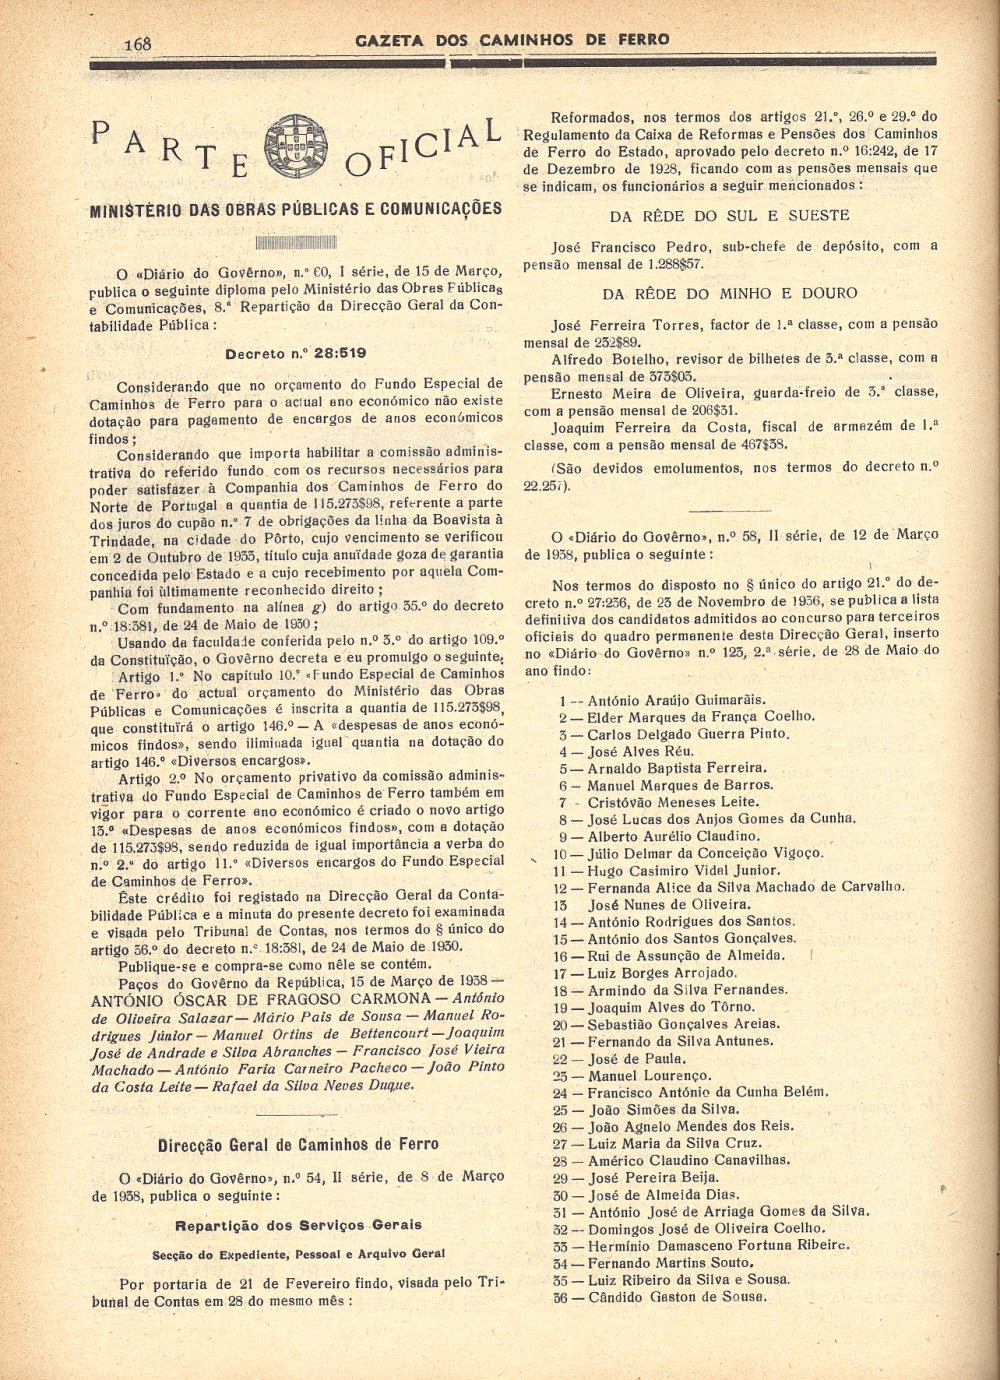 168
GAZETA DOS CAMINHOS DE FERRO
PARTE OFICIAL
MINISTÉRIO DAS OBRAS PÚBLICAS E COMUNICAÇÕES
O «Diário do Govêrno», n.º 60, I série, de 15 de Março,
publica o seguinte diploma pelo Ministério das Obras Públicas
e Comunicações, 8.ª Repartição da Direcção Geral da Con-
tabilidade Pública :
Decreto n.º 28:519
Considerando que no orçamento do Fundo Especial de
Caminhos de Ferro para o actual ano económico não existe
dotação para pagamento de encargos de anos económicos
findos ;
Considerando que importa habilitar a comissão adminis-
trativa do referido fundo com os recursos necessários para
poder satisfazer à Companhia dos Caminhos de Ferro do
Norte de Portugal a quantia de 115.273$98, referente a parte
dos juros do cupão n.º 7 de obrigações da linha da Boavista à
Trindade, na cidade do Pôrto, cujo vencimento se verificou
em 2 de Outubro de 1933, título cuja anuïdade goza de garantia
concedida pelo Estado e a cujo recebimento por aquela Com-
panhia foi ùltimamente reconhecido direito ;
Com fundamento na alínea g) do artigo 35.º do decreto
n.º 18:381, de 24 de Maio de 1930 ;
Usando da faculdade conferida pelo n.º 3.º do artigo 109.º
da Constituïção, o Govêrno decreta e eu promulgo o seguinte:
Artigo 1.º No capítulo 10.º «Fundo Especial de Caminhos
de Ferro» do actual orçamento do Ministério das Obras
Públicas e Comunicações é inscrita a quantia de 115.273$98,
que constituïrá o artigo 146.º — A «despesas de anos econó-
micos findos», sendo iliminada igual quantia na dotação do
artigo 146.º «Diversos encargos».
Artigo 2.º No orçamento privativo da comissão adminis-
trativa do Fundo Especial de Caminhos de Ferro também em
vigor para o corrente ano económico é criado o novo artigo
13.º «Despesas de anos económicos findos», com a dotação
de 115.273$98, sendo reduzida de igual importância a verba do
n.º 2.º do artigo 11.º «Diversos encargos do Fundo Especial
de Caminhos de Ferro».
Êste crédito foi registado na Direcção Geral da Conta-
bilidade Pública e a minuta do presente decreto foi examinada
e visada pelo Tribunal de Contas, nos termos do § único do
artigo 36.º do decreto n.º 18:381, de 24 de Maio de 1930.
Publique-se e compra-se como nêle se contém.
Paços do Govêrno da República, 15 de Março de 1938 —
ANTÓNIO ÓSCAR DE FRAGOSO CARMONA — António
de Oliveira Salazar — Mário Pais de Sousa — Manuel Ro-
drigues Júnior — Manuel Ortins de Bettencourt — Joaquim
José de Andrade e Silva Abranches — Francisco José Vieira
Machado — António Faria Carneiro Pacheco — João Pinto
da Costa Leite — Rafael da Silva Neves Duque.
Direcção Geral de Caminhos de Ferro
O «Diário do Govêrno», n.º 54, II série, de 8 de Março
de 1938, publica o seguinte :
Repartição dos Serviços Gerais
Secção do Expediente, Pessoal e Arquivo Geral
Por portaria de 21 de Fevereiro findo, visada pelo Tri-
bunal de Contas em 28 do mesmo mês :
Reformados, nos termos dos artigos 21.º, 26.º e 29.º do
Regulamento da Caixa de Reformas e Pensões dos Caminhos
de Ferro do Estado, aprovado pelo decreto n.º 16:242, de 17
de Dezembro de 1928, ficando com as pensões mensais que
se indicam, os funcionários a seguir mencionados :
DA RÊDE DO SUL E SUESTE
José Francisco Pedro, sub-chefe de depósito, com a
pensão mensal de 1.288$57.
DA RÊDE DO MINHO E DOURO
José Ferreira Torres, factor de 1.ª classe, com a pensão
mensal de 232$89.
Alfredo Botelho, revisor de bilhetes de 3.ª classe, com a
pensão mensal de 373$03.
Ernesto Meira de Oliveira, guarda-freio de 3.ª classe,
com a pensão mensal de 206$31.
Joaquim Ferreira da Costa, fiscal de armazém de 1.ª
classe, com a pensão mensal de 467$38.
(São devidos emolumentos, nos termos do decreto n.º
22.257).
O «Diário do Govêrno», n.º 58, II série, de 12 de Março
de 1938, publica o seguinte :
Nos termos do disposto no § único do artigo 21.º do de-
creto n.º 27:236, de 23 de Novembro de 1936, se publica a lista
definitiva dos candidatos admitidos ao concurso para terceiros
oficiais do quadro permanente desta Direcção Geral, inserto
no «Diário do Govêrno» n.º 123, 2.ª série, de 28 de Maio do
ano findo:
1 -- António Araújo Guimarãis.
2 — Elder Marques da França Coelho.
3 — Carlos Delgado Guerra Pinto.
4 — José Alves Réu.
5 — Arnaldo Baptista Ferreira.
6 — Manuel Marques de Barros.
7 - Cristóvão Meneses Leite.
8 — José Lucas dos Anjos Gomes da Cunha.
9 — Alberto Aurélio Claudino.
10 — Júlio Delmar da Conceição Vigoço.
11 — Hugo Casimiro Vidal Junior.
12 — Fernanda Alice da Silva Machado de Carvalho.
13 José Nunes de Oliveira.
14 — António Rodrigues dos Santos.
15 — António dos Santos Gonçalves.
16 — Rui de Assunção de Almeida.
17 — Luiz Borges Arrojado.
18 — Armindo da Silva Fernandes.
19 — Joaquim Alves do Tôrno.
20 — Sebastião Gonçalves Areias.
21 — Fernando da Silva Antunes.
22 — José de Paula.
23 — Manuel Lourenço.
24 — Francisco António da Cunha Belém.
25 — João Simões da Silva.
26 — João Agnelo Mendes dos Reis.
27 — Luiz Maria da Silva Cruz.
28 — Américo Claudino Canavilhas.
29 — José Pereira Beija.
30 — José de Almeida Dias.
31 — António José de Arriaga Gomes da Silva.
32 -- Domingos José de Oliveira Coelho.
33 — Hermínio Damasceno Fortuna Ribeiro.
34 — Fernando Martins Souto.
35 — Luiz Ribeiro da Silva e Sousa.
36 — Cândido Gaston de Sousa.